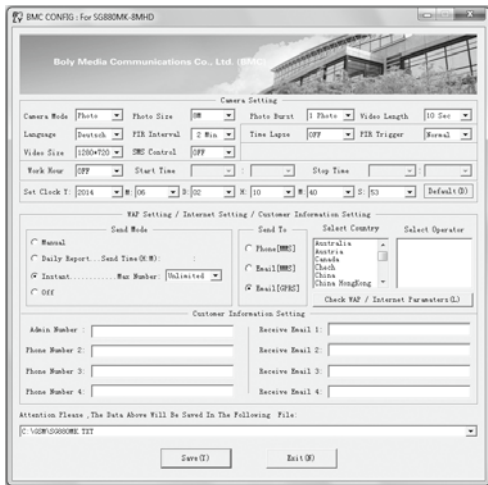 BMC CONFIG : For SG880MK-8MHD
Boly Media Communications Co., Ltd. (BMC)
Camera Setting
Camera Mode Photo Photo Size 8M Photo Burst 1 Photo Video Length 10 Sec
Language Deutsch PIR Interval 2 Min Time Lapse OFF PIR Trigger Normal
Video Size 1280*720 SMS Control OFF
Work Hour OFF Start Time : Stop Time :
Set Clock Y: 2014 M: 06 D: 02 H: 10 M: 40 S: 53 Default(D)
WAP Setting / Internet Setting / Customer Information Setting
Send Mode Send To Select Country Select Operator
Manual
Daily Report...Send Time(H:M): :
Instant............Max Number: Unlimited
Off
Phone[MMS]
Email[MMS]
Email[GPRS]
Australia
Austria
Canada
Chech
China
China HongKong
Check WAP / Internet Parameters(L)
Customer Information Setting
Admin Number : Receive Email 1:
Phone Number 2: Receive Email 2:
Phone Number 3: Receive Email 3:
Phone Number 4: Receive Email 4:
Attention Please ,The Data Above Will Be Saved In The Following File:
C:\GSM\SG880MK.TXT
Save(Y) Exit(N)